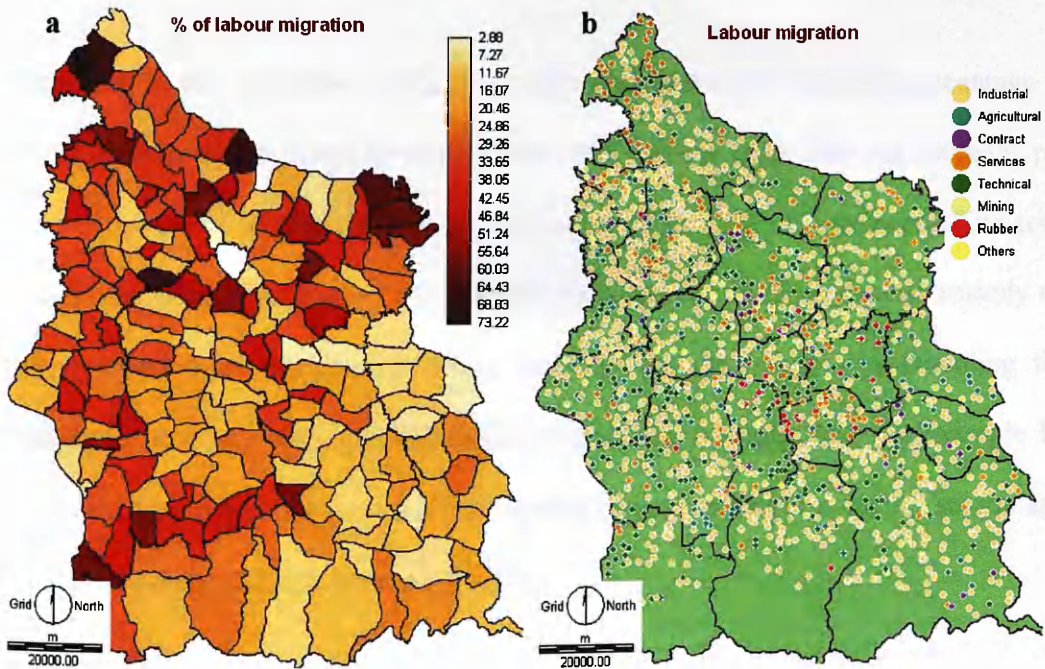 a
% of labour migration
2.88
7.27
11.67
16.07
20.46
24.86
29.26
33.65
38.05
42.45
46.84
51.24
55.64
60.03
64.43
68.83
73.22
Grid North
m
20000.00
b
Labour migration
Industrial
Agricultural
Contract
Services
Technical
Mining
Rubber
Others
Grid North
m
20000.00